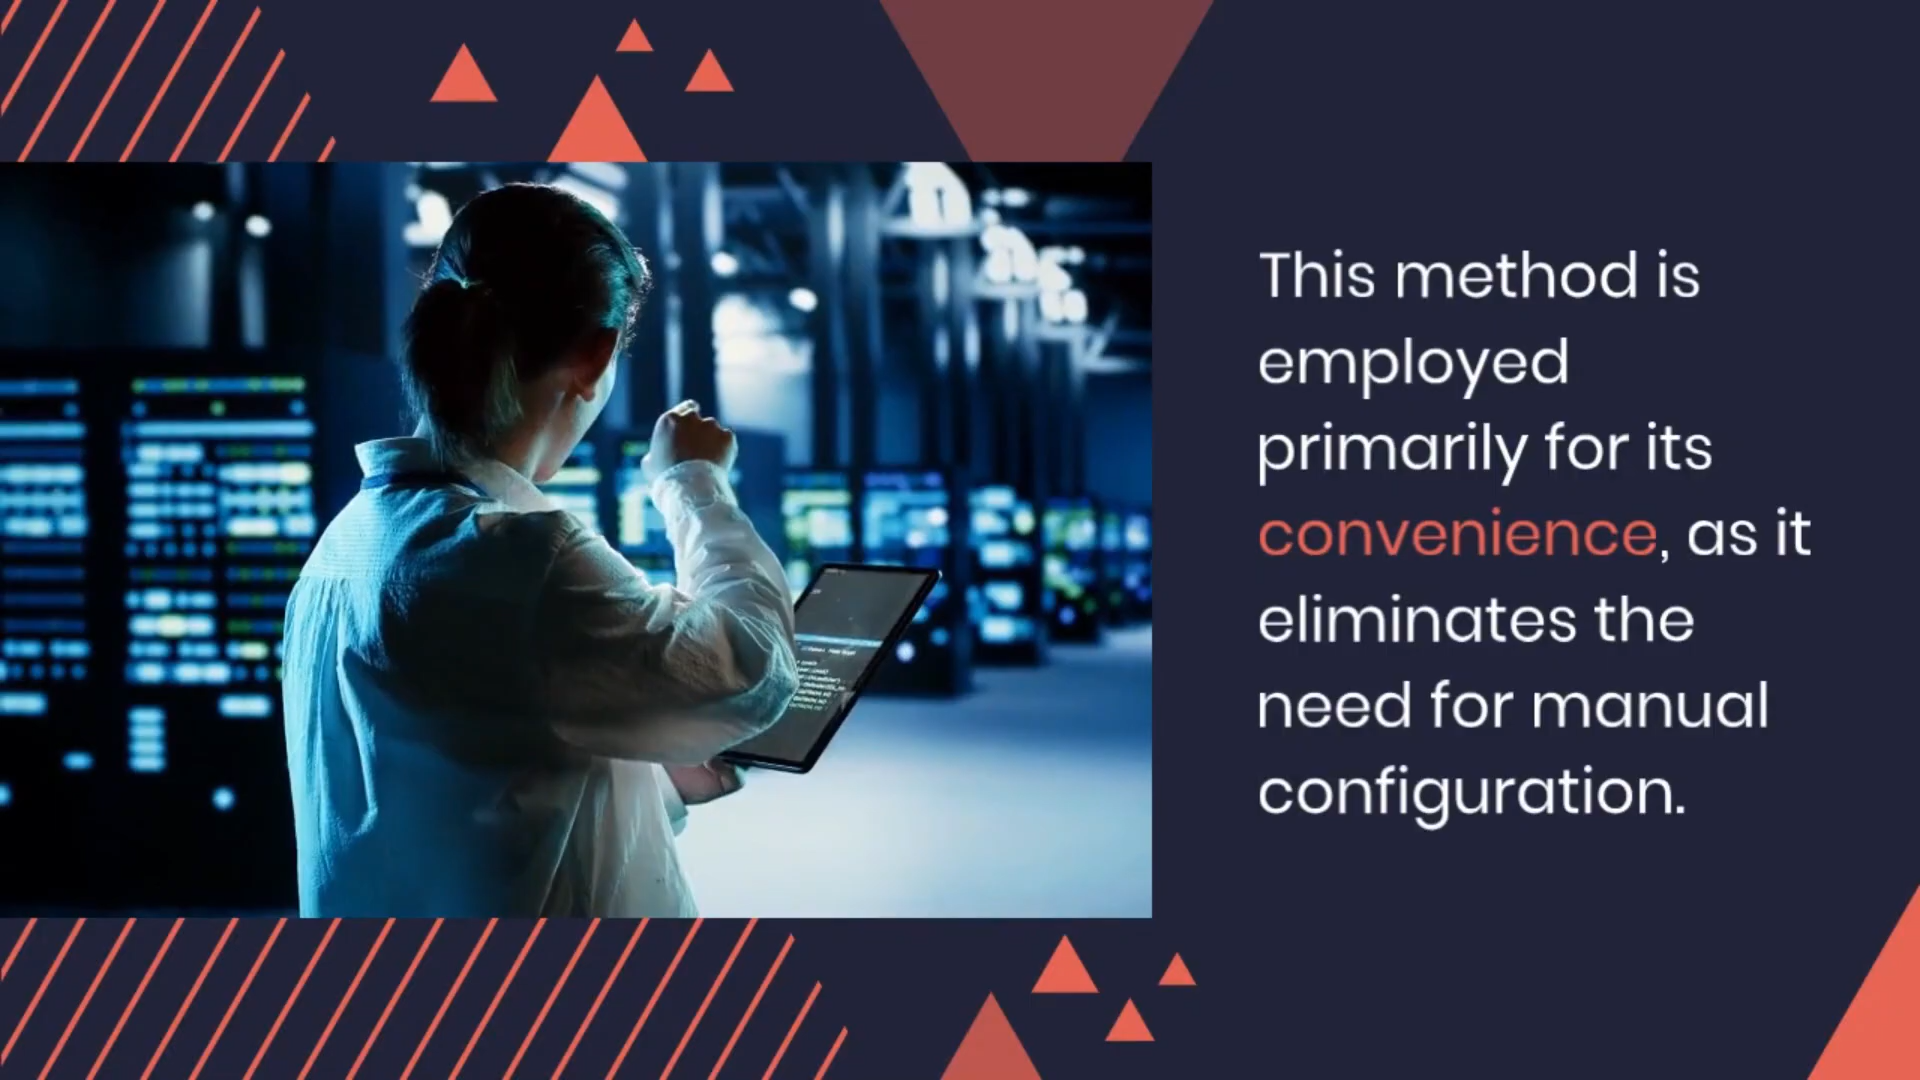 This method is
employed
primarily for its
convenience, as it
eliminates the
need for manual
configuration.